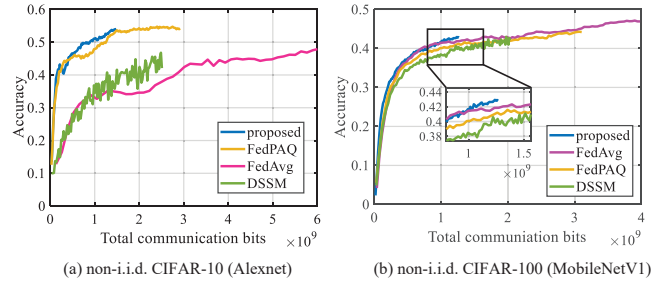 0.6
0.5
0.4
0.3
0.2
0.1
0
Accuracy
proposed
FedPAQ
FedAvg
DSSM
0 1 2 3 4 5 6
Total communication bits ×10^9
(a) non-i.i.d. CIFAR-10 (Alexnet)
0.5
0.4
0.3
0.2
0.1
0
Accuracy
0.44
0.42
0.4
0.38
1 1.5
×10^9
proposed
FedAvg
FedPAQ
DSSM
0 1 2 3 4
Total communication bits ×10^9
(b) non-i.i.d. CIFAR-100 (MobileNetV1)